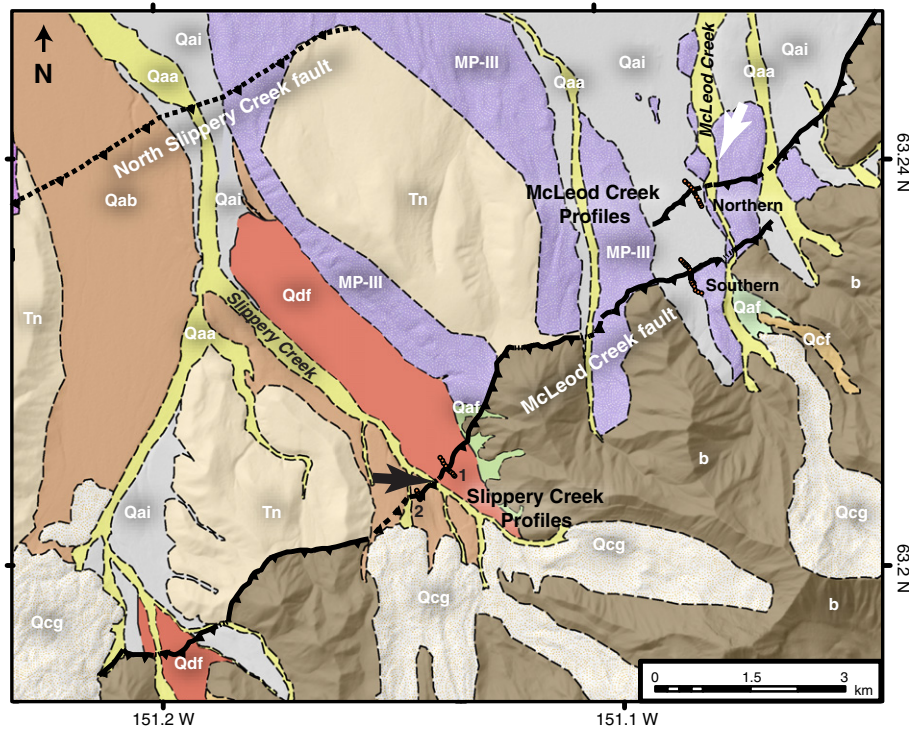 N
Qai
Qaa
North Slippery Creek fault
MP-III
Qaa
Qai
McLeod Creek
Qaa
Qai
63.24
Qab
Qai
Tn
McLeod Creek
Profiles
Northern
MP-III
Southern
b
Tn
Qdf
MP-III
Qaa
Slippery Creek
Qaf
McLeod Creek fault
Qaf
Qcf
b
1
2
Slippery Creek
Profiles
Qai
Tn
Qcg
Qcg
63.2
Qcg
Qcg
b
Qdf
0
1.5
3
km
151.2 W
151.1 W